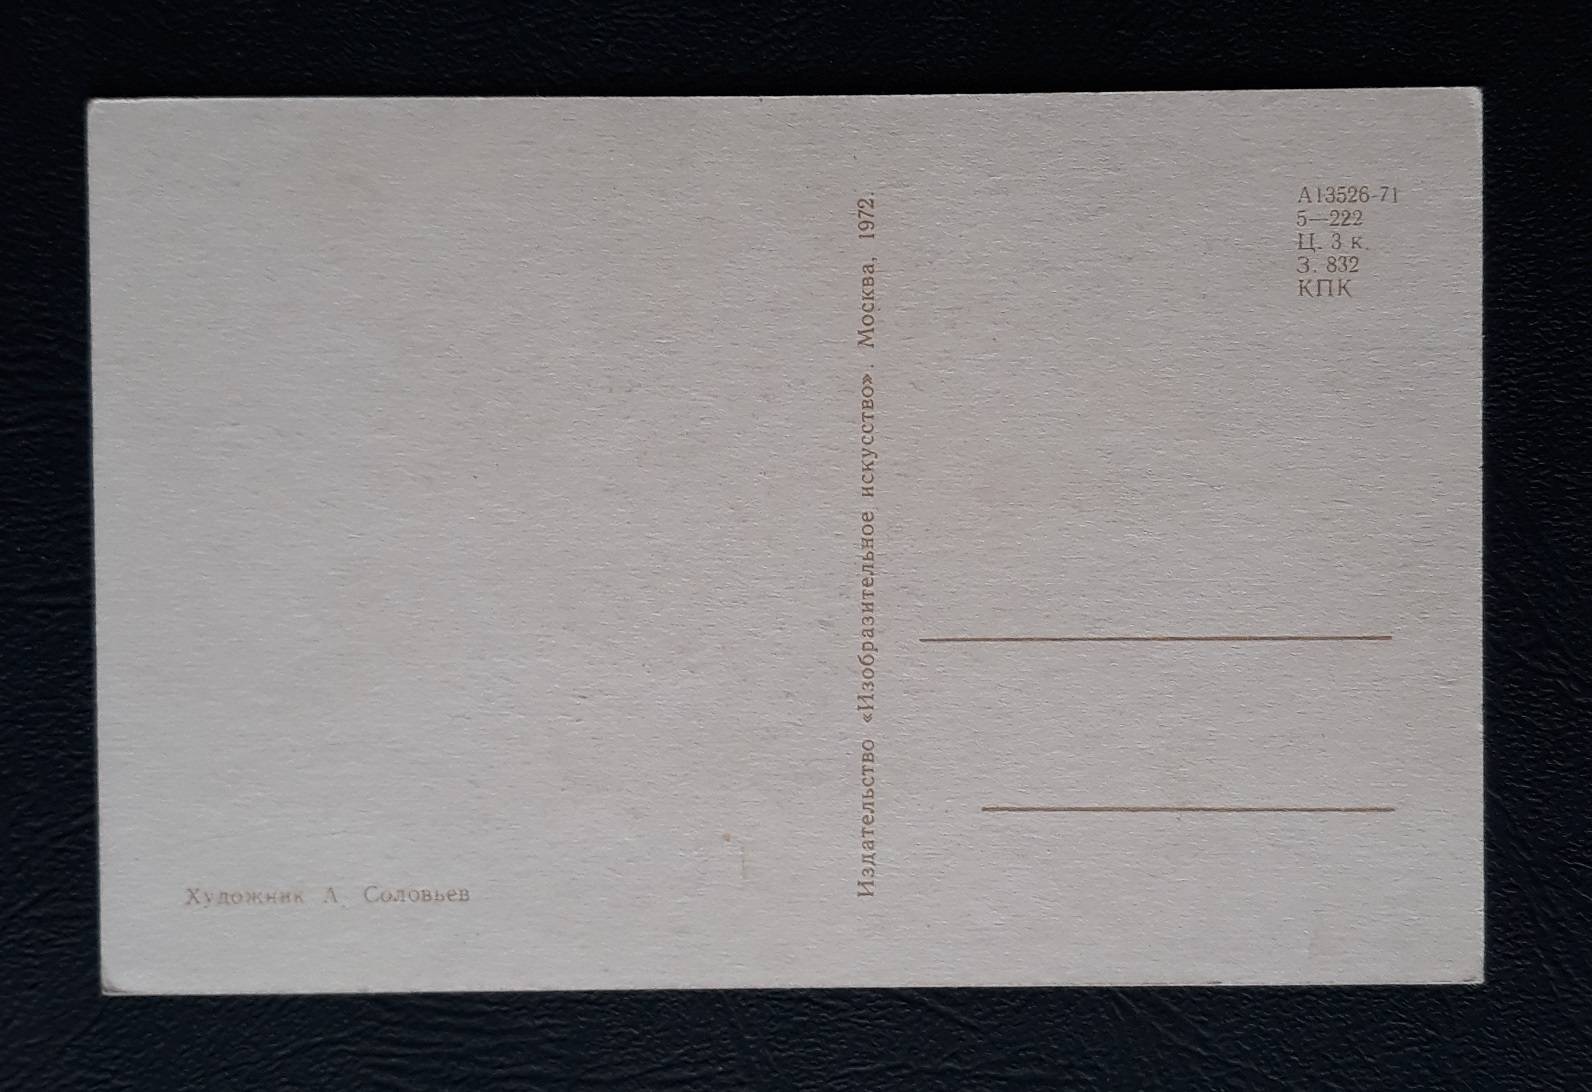 Художник А. Соловьев
Издательство «Изобразительное искусство». Москва, 1972.
А13526-71
5—222
Ц. 3 к.
З. 832
КПК